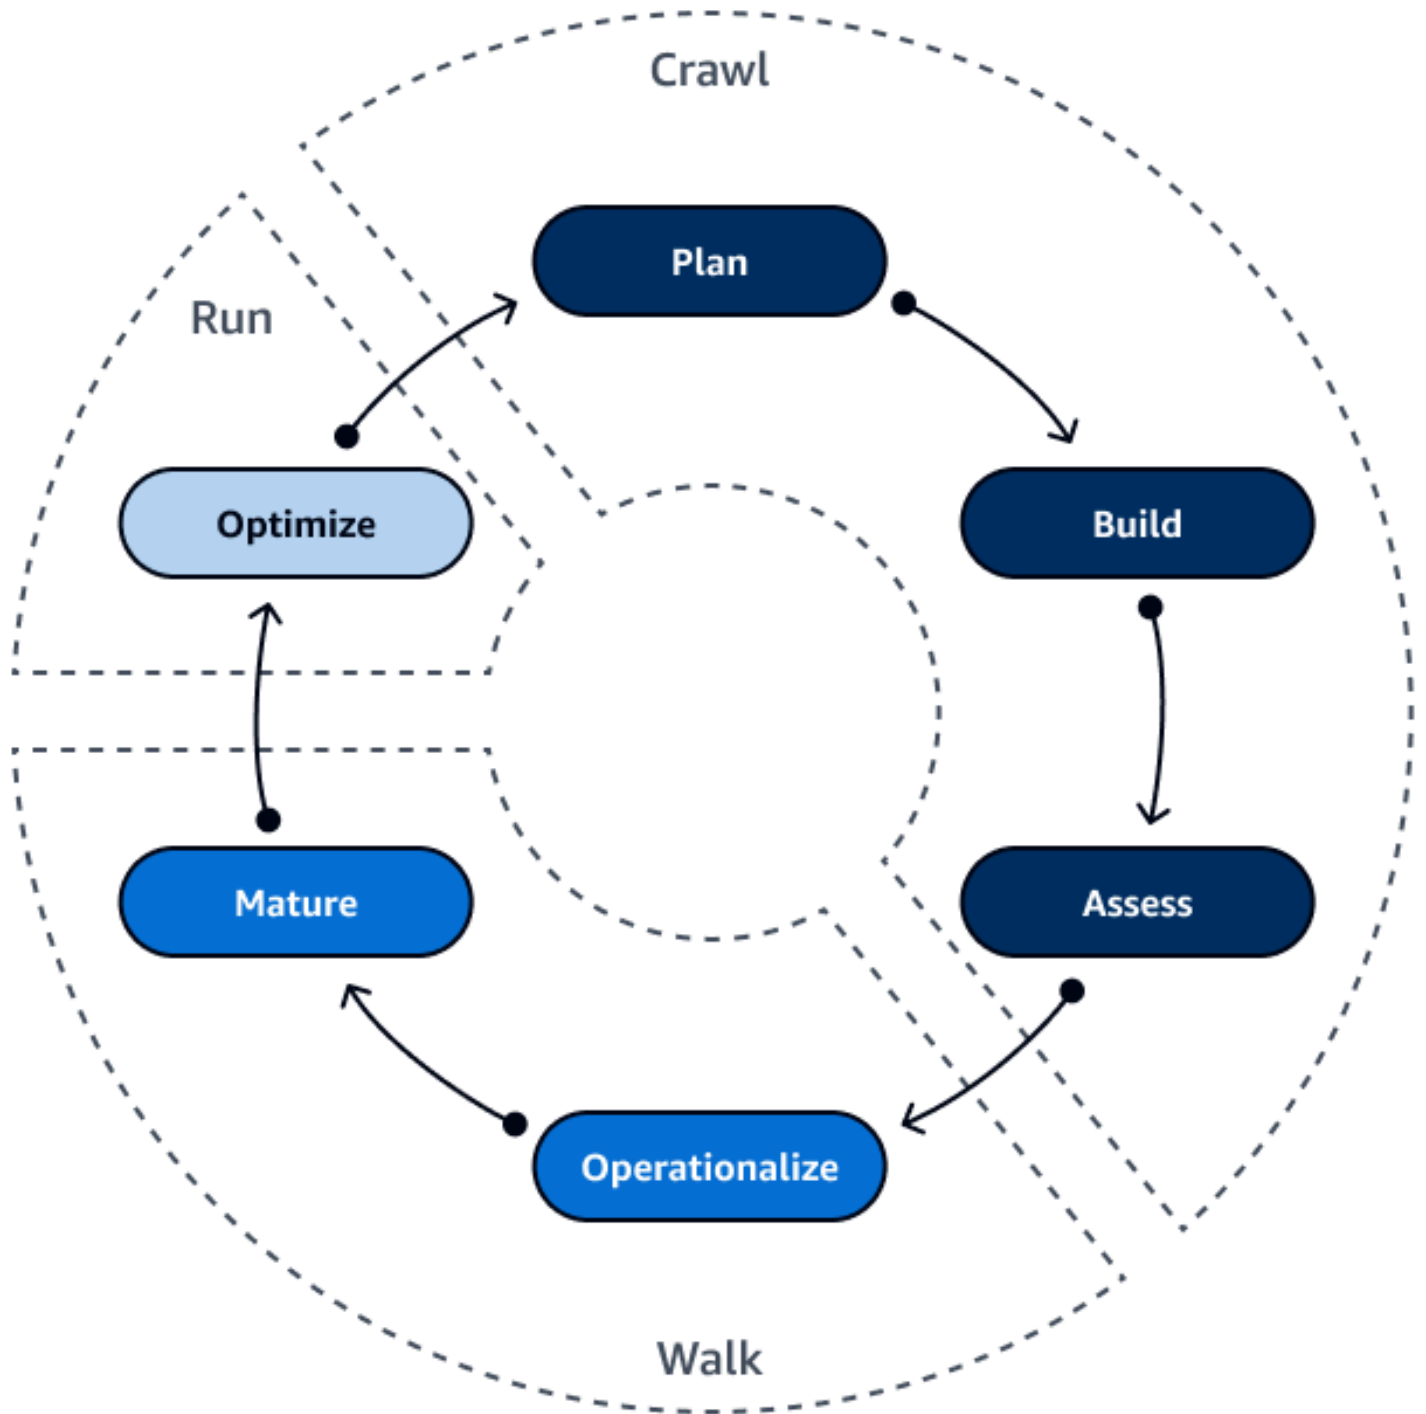 Crawl
Plan
Run
Build
Optimize
Assess
Mature
Operationalize
Walk